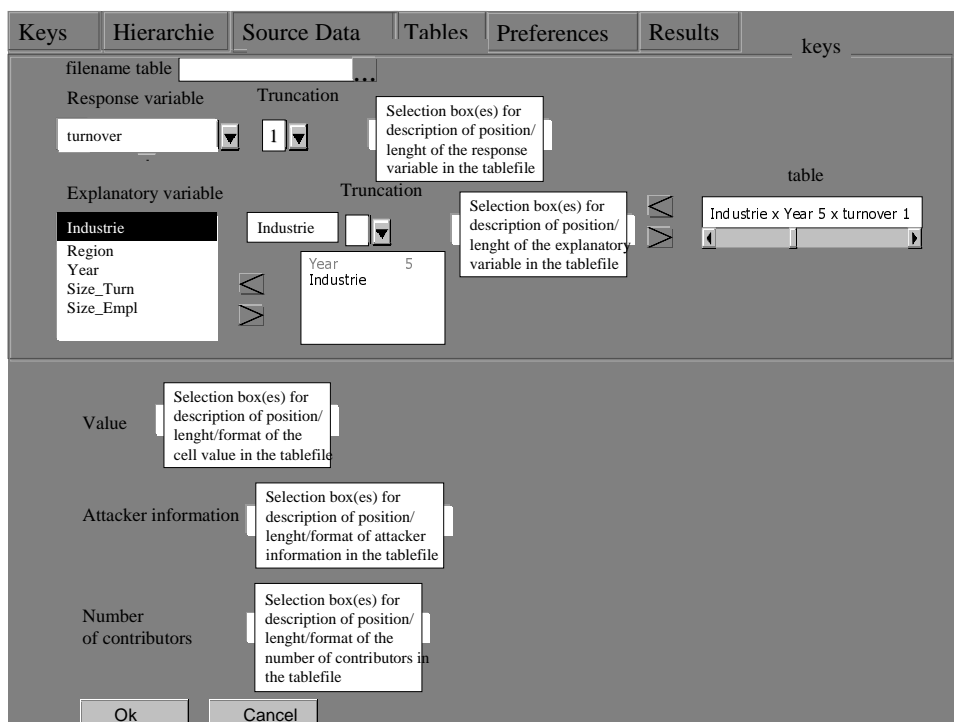 Keys Hierarchie Source Data Tables Preferences Results
keys
filename table ...
Response variable Truncation
turnover 1
Selection box(es) for
description of position/
lenght of the response
variable in the tablefile
Explanatory variable Truncation
table
Industrie
Region
Year
Size_Turn
Size_Empl
Industrie
Year 5
Industrie
Selection box(es) for
description of position/
lenght of the explanatory
variable in the tablefile
Industrie x Year 5 x turnover 1
Value
Selection box(es) for
description of position/
lenght/format of the
cell value in the tablefile
Attacker information
Selection box(es) for
description of position/
lenght/format of attacker
information in the tablefile
Number
of contributors
Selection box(es) for
description of position/
lenght/format of the
number of contributors in
the tablefile
Ok Cancel